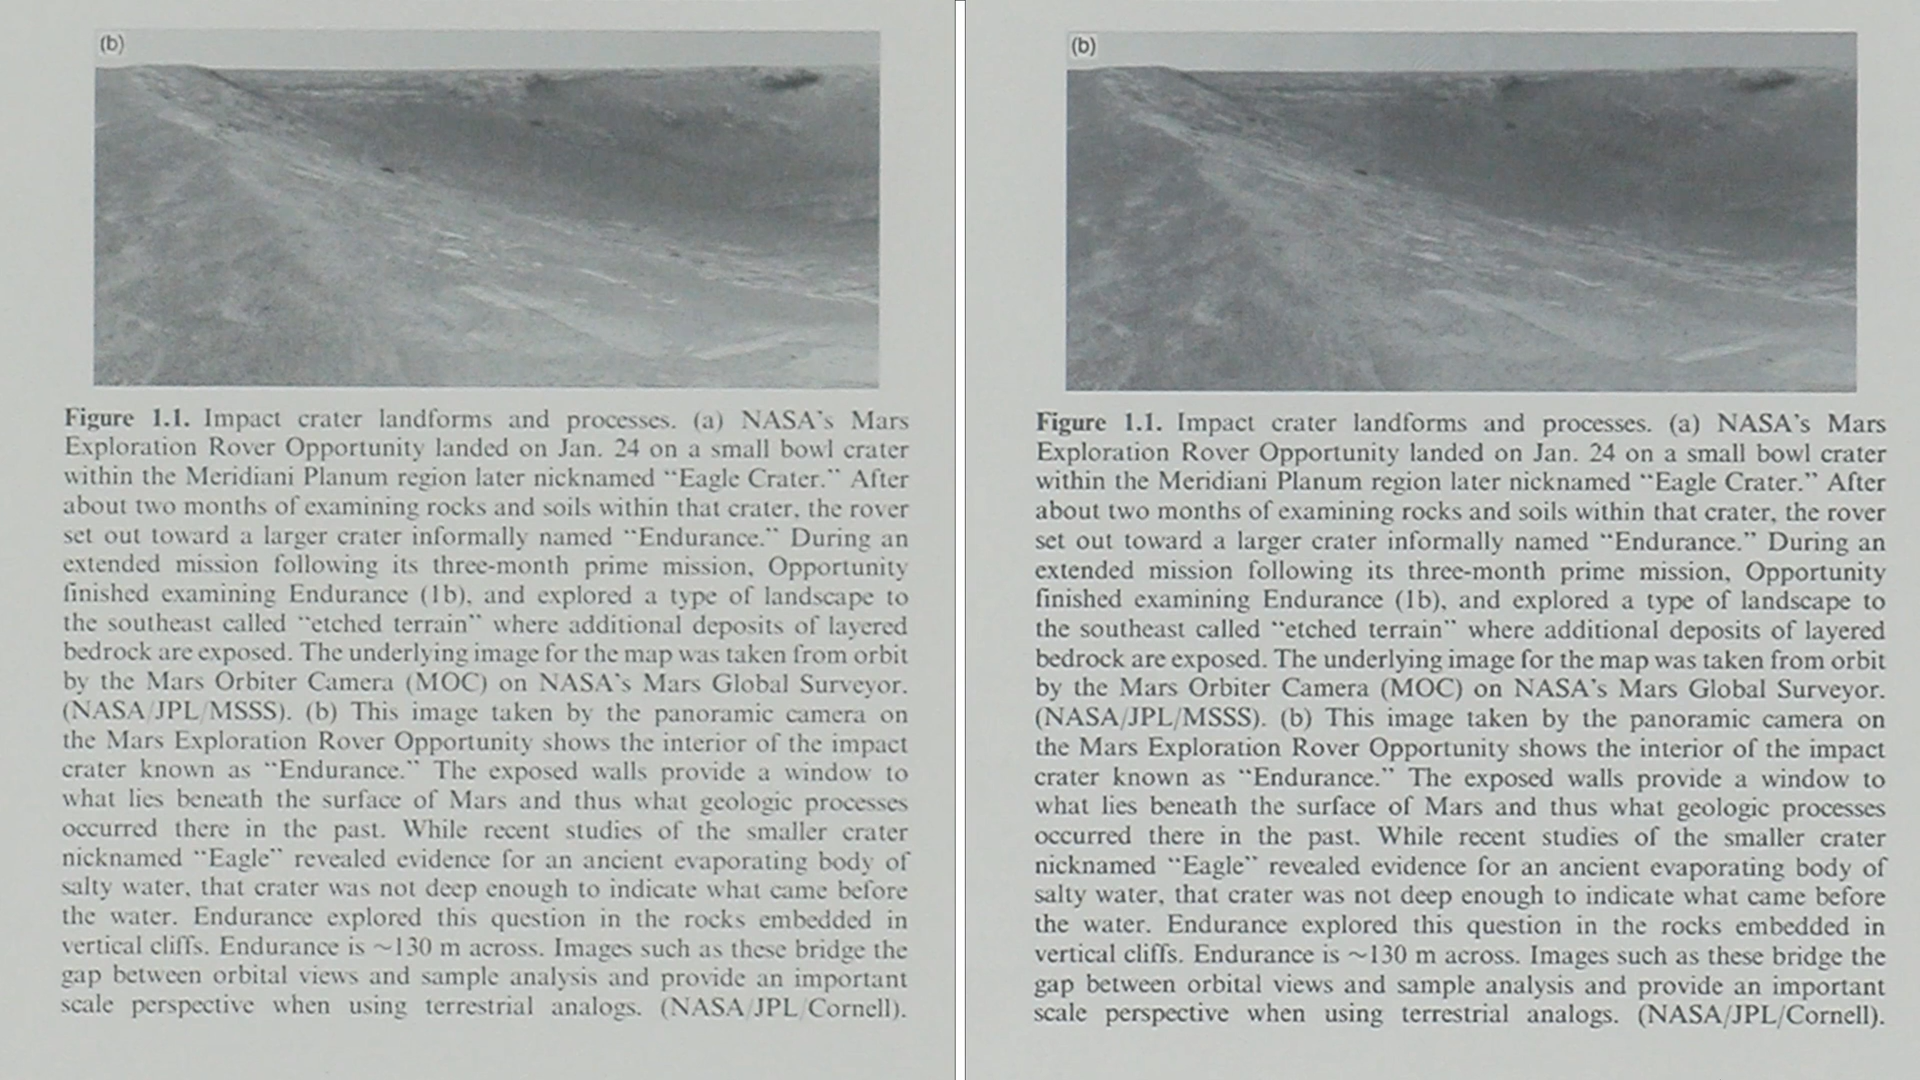 (b)
Figure 1.1. Impact crater landforms and processes. (a) NASA's Mars
Exploration Rover Opportunity landed on Jan. 24 on a small bowl crater
within the Meridiani Planum region later nicknamed “Eagle Crater.” After
about two months of examining rocks and soils within that crater, the rover
set out toward a larger crater informally named “Endurance.” During an
extended mission following its three-month prime mission, Opportunity
finished examining Endurance (1b), and explored a type of landscape to
the southeast called “etched terrain” where additional deposits of layered
bedrock are exposed. The underlying image for the map was taken from orbit
by the Mars Orbiter Camera (MOC) on NASA's Mars Global Surveyor.
(NASA/JPL/MSSS). (b) This image taken by the panoramic camera on
the Mars Exploration Rover Opportunity shows the interior of the impact
crater known as “Endurance.” The exposed walls provide a window to
what lies beneath the surface of Mars and thus what geologic processes
occurred there in the past. While recent studies of the smaller crater
nicknamed “Eagle” revealed evidence for an ancient evaporating body of
salty water, that crater was not deep enough to indicate what came before
the water. Endurance explored this question in the rocks embedded in
vertical cliffs. Endurance is ~130 m across. Images such as these bridge the
gap between orbital views and sample analysis and provide an important
scale perspective when using terrestrial analogs. (NASA/JPL/Cornell).
(b)
Figure 1.1. Impact crater landforms and processes. (a) NASA's Mars
Exploration Rover Opportunity landed on Jan. 24 on a small bowl crater
within the Meridiani Planum region later nicknamed “Eagle Crater.” After
about two months of examining rocks and soils within that crater, the rover
set out toward a larger crater informally named “Endurance.” During an
extended mission following its three-month prime mission, Opportunity
finished examining Endurance (1b), and explored a type of landscape to
the southeast called “etched terrain” where additional deposits of layered
bedrock are exposed. The underlying image for the map was taken from orbit
by the Mars Orbiter Camera (MOC) on NASA's Mars Global Surveyor.
(NASA/JPL/MSSS). (b) This image taken by the panoramic camera on
the Mars Exploration Rover Opportunity shows the interior of the impact
crater known as “Endurance.” The exposed walls provide a window to
what lies beneath the surface of Mars and thus what geologic processes
occurred there in the past. While recent studies of the smaller crater
nicknamed “Eagle” revealed evidence for an ancient evaporating body of
salty water, that crater was not deep enough to indicate what came before
the water. Endurance explored this question in the rocks embedded in
vertical cliffs. Endurance is ~130 m across. Images such as these bridge the
gap between orbital views and sample analysis and provide an important
scale perspective when using terrestrial analogs. (NASA/JPL/Cornell).